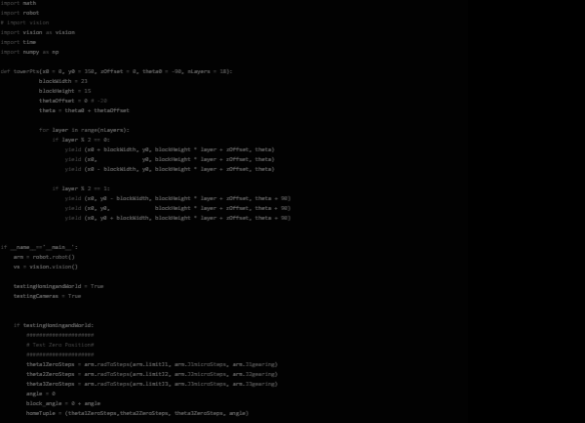 import math
import robot
# import vision
import vision as vision
import time
import numpy as np
def towerPts(x0 = 0, y0 = 350, zOffset = 0, theta0 = -90, nLayers = 10):
blockWidth = 23
blockHeight = 15
thetaOffset = 0 # -20
theta = theta0 + thetaOffset
for layer in range(nLayers):
if layer % 2 == 0:
yield (x0 + blockWidth, y0, blockHeight * layer + zOffset, theta)
yield (x0, y0, blockHeight * layer + zOffset, theta)
yield (x0 - blockWidth, y0, blockHeight * layer + zOffset, theta)
if layer % 2 == 1:
yield (x0, y0 - blockWidth, blockHeight * layer + zOffset, theta + 90)
yield (x0, y0, blockHeight * layer + zOffset, theta + 90)
yield (x0, y0 + blockWidth, blockHeight * layer + zOffset, theta + 90)
if __name__=='__main__':
arm = robot.robot()
vs = vision.vision()
testingHomingandWorld = True
testingCameras = True
if testingHomingandWorld:
#####################
# Test Zero Position#
#####################
theta1ZeroSteps = arm.radToSteps(arm.limitJ1, arm.J1microSteps, arm.J1gearing)
theta2ZeroSteps = arm.radToSteps(arm.limitJ2, arm.J2microSteps, arm.J2gearing)
theta3ZeroSteps = arm.radToSteps(arm.limitJ3, arm.J3microSteps, arm.J3gearing)
angle = 0
block_angle = 0 + angle
homeTuple = (theta1ZeroSteps,theta2ZeroSteps, theta3ZeroSteps, angle)